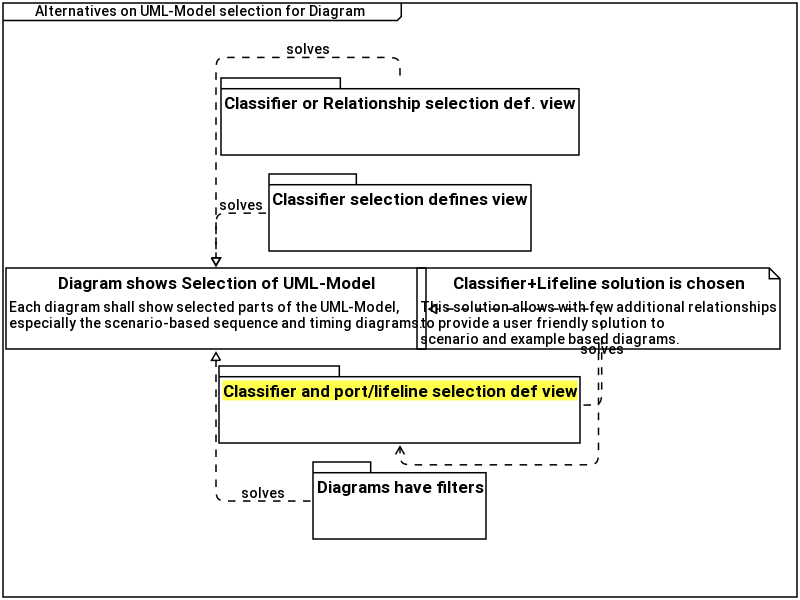 Alternatives on UML-Model selection for Diagram
solves
Classifier or Relationship selection def. view
Classifier selection defines view
solves
Diagram shows Selection of UML-Model
Each diagram shall show selected parts of the UML-Model,
especially the scenario-based sequence and timing diagrams.
Classifier+Lifeline solution is chosen
This solution allows with few additional relationships
to provide a user friendly splution to
scenario and example based diagrams.
solves
Classifier and port/lifeline selection def view
Diagrams have filters
solves